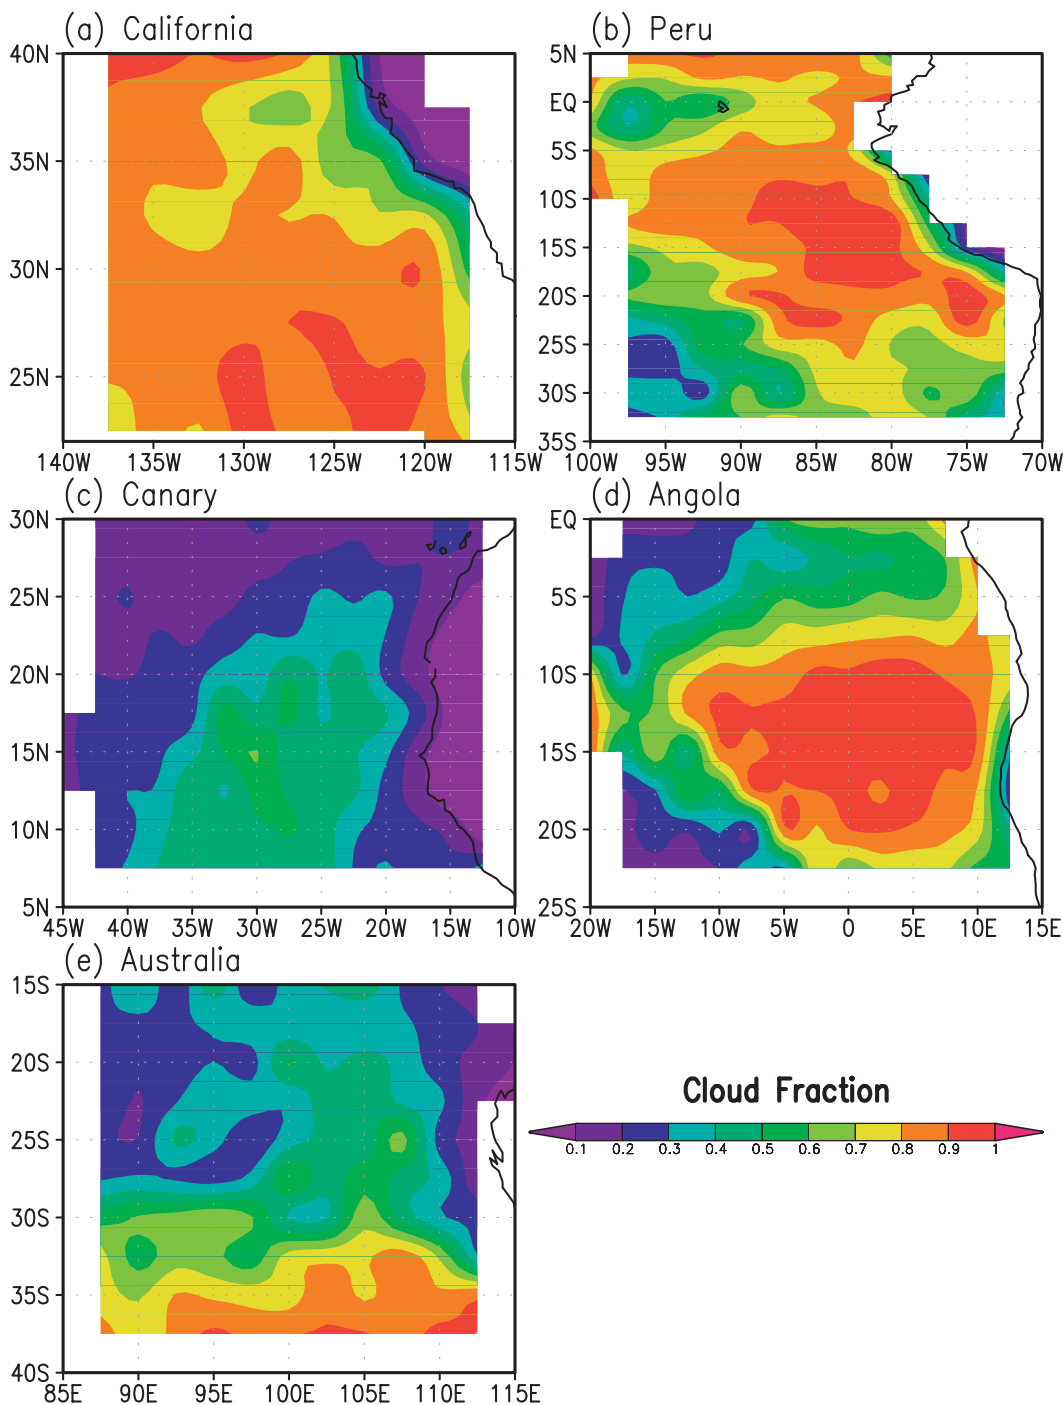 (a) California
(b) Peru
40N
35N
30N
25N
140W 135W 130W 125W 120W 115W
5N
EQ
5S
10S
15S
20S
25S
30S
35S
100W 95W 90W 85W 80W 75W 70W
(c) Canary
(d) Angola
30N
25N
20N
15N
10N
5N
45W 40W 35W 30W 25W 20W 15W 10W
EQ
5S
10S
15S
20S
25S
20W 15W 10W 5W 0 5E 10E 15E
(e) Australia
15S
20S
25S
30S
35S
40S
85E 90E 95E 100E 105E 110E 115E
Cloud Fraction
0.1 0.2 0.3 0.4 0.5 0.6 0.7 0.8 0.9 1